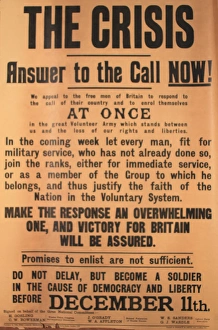 THE CRISIS
Answer to the Call NOW!
We appeal to the free men of Britain to respond to
the call of their country and to enrol themselves
AT ONCE
in the great Volunteer Army which stands between
us and the loss of our rights and liberties.
In the coming week let every man, fit for
military service, who has not already done so,
join the ranks, either for immediate service,
or as a member of the Group to which he
belongs, and thus justify the faith of the
Nation in the Voluntary System.
MAKE THE RESPONSE AN OVERWHELMING
ONE, AND VICTORY FOR BRITAIN
WILL BE ASSURED.
Promises to enlist are not sufficient.
DO NOT DELAY, BUT BECOME A SOLDIER
IN THE CAUSE OF DEMOCRACY AND LIBERTY
BEFORE DECEMBER 11th.
H. GOSLING
C. W. BOWERMAN
W. A. APPLETON